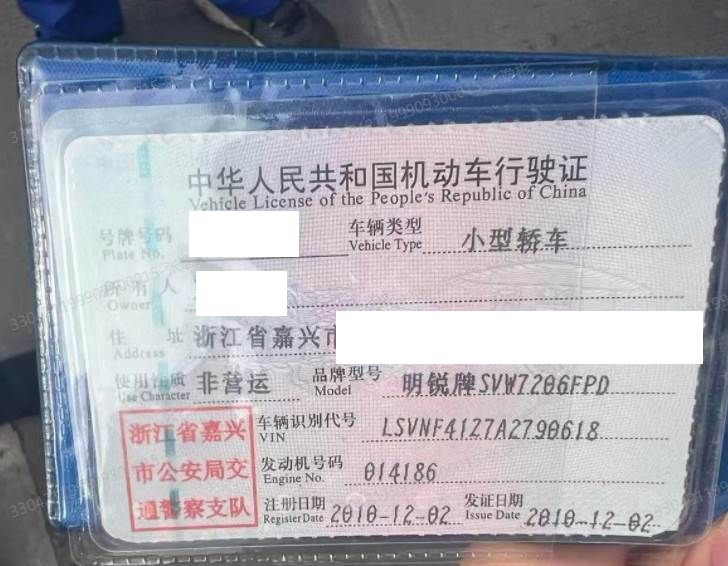 中华人民共和国机动车行驶证
Vehicle License of the People's Republic of China
号牌号码 车辆类型 小型轿车
Plate No. Vehicle Type
所有人
Owner
住址 浙江省嘉兴市
Address
使用性质 非营运 品牌型号 明锐牌SVW7206FPD
Use Character Model
浙江省嘉兴
市公安局交
通警察支队
车辆识别代号 LSVNF41Z7A2790618
VIN
发动机号码 014186
Engine No.
注册日期 2010-12-02 发证日期 2010-12-02
Register Date Issue Date